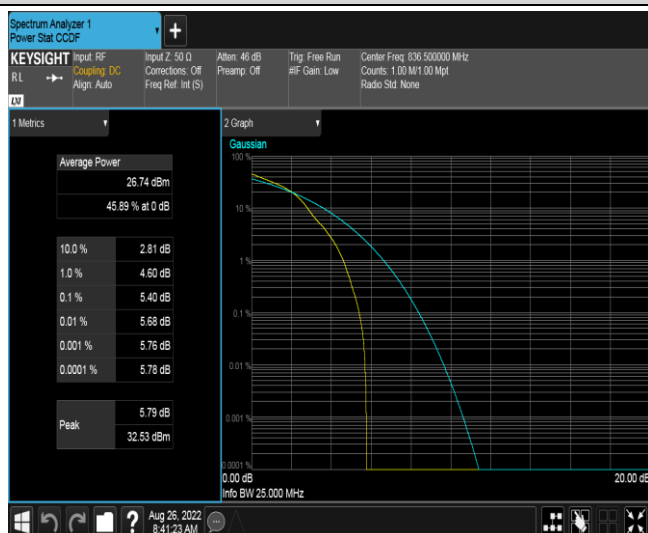 Spectrum Analyzer 1
Power Stat CCDF
KEYSIGHT Input: RF Input Z: 50 Ω Atten: 46 dB Trig: Free Run Center Freq: 836.500000 MHz
RL Coupling: DC Corrections: Off Preamp: Off #IF Gain: Low Counts: 1.00 M/1.00 Mpt
Align: Auto Freq Ref: Int (S) Radio Std: None
LXI
1 Metrics
2 Graph
Average Power
26.74 dBm
45.89 % at 0 dB
10.0 % 2.81 dB
1.0 % 4.60 dB
0.1 % 5.40 dB
0.01 % 5.68 dB
0.001 % 5.76 dB
0.0001 % 5.78 dB
Peak 5.79 dB
32.53 dBm
Gaussian
100 %
10 %
1 %
0.1 %
0.01 %
0.001 %
0.0001 %
0.00 dB 20.00 dB
Info BW 25.000 MHz
? Aug 26, 2022
8:41:23 AM